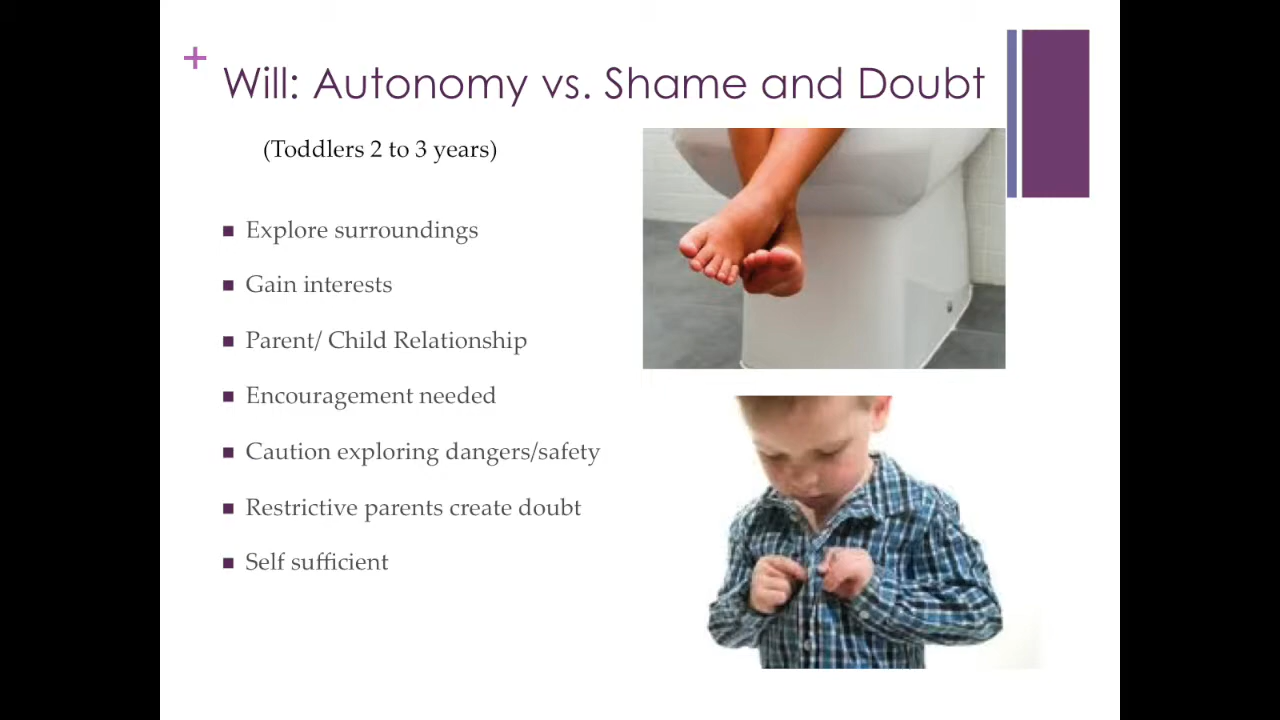 +
Will: Autonomy vs. Shame and Doubt
(Toddlers 2 to 3 years)
■ Explore surroundings
■ Gain interests
■ Parent/ Child Relationship
■ Encouragement needed
■ Caution exploring dangers/safety
■ Restrictive parents create doubt
■ Self sufficient